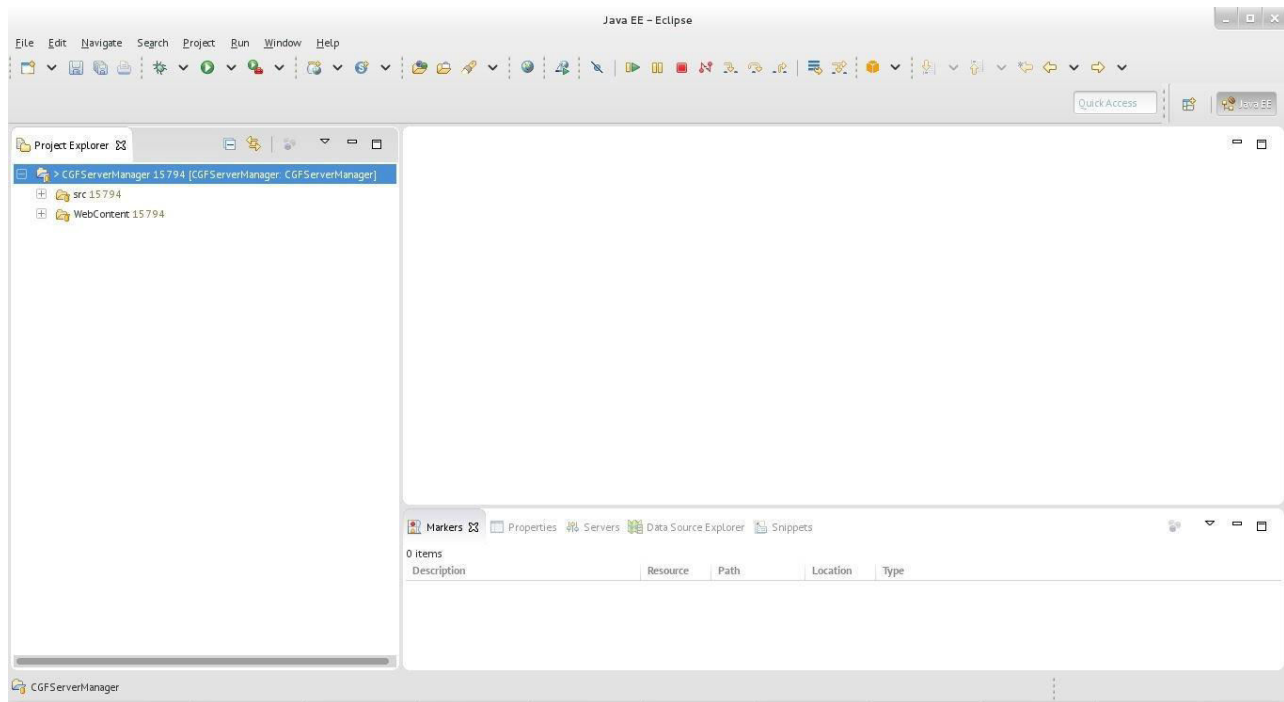 Java EE - Eclipse
File Edit Navigate Search Project Run Window Help
Quick Access
Java EE
Project Explorer
> CGFServerManager 15794 [CGFServerManager: CGFServerManager]
src 15794
WebContent 15794
Markers Properties Servers Data Source Explorer Snippets
0 items
Description Resource Path Location Type
CGFServerManager